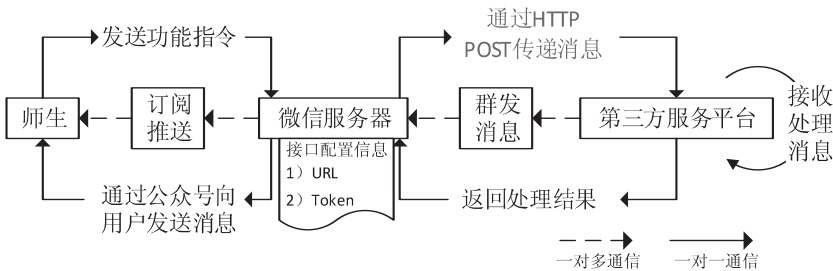 发送功能指令
通过HTTP
POST传递消息
师生
订阅
推送
微信服务器
群发
消息
第三方服务平台
接收
处理
消息
接口配置信息
1）URL
2）Token
通过公众号向
用户发送消息
返回处理结果
一对多通信
一对一通信